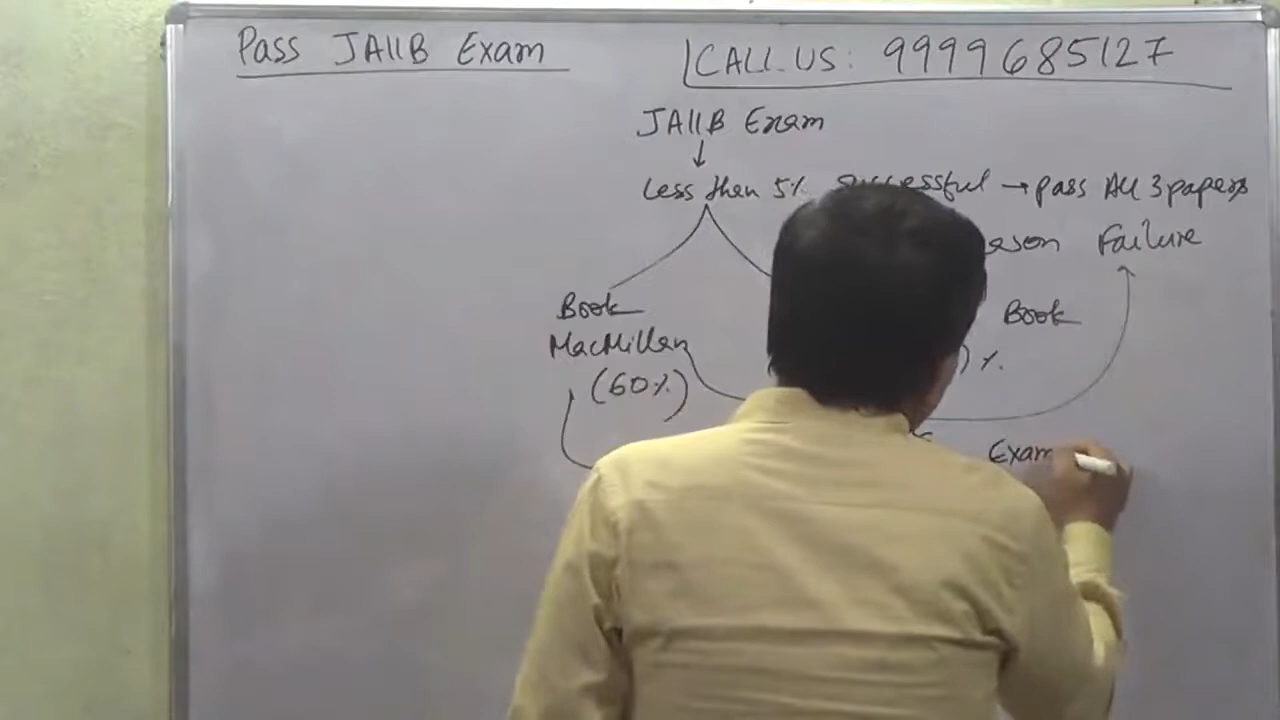 Pass JAIIB Exam
CALL US: 9999685127
JAIIB Exam
Less then 5% successful → pass All 3 papers
Failure
Book
MacMillan
(60%)
Book
) %
Exam